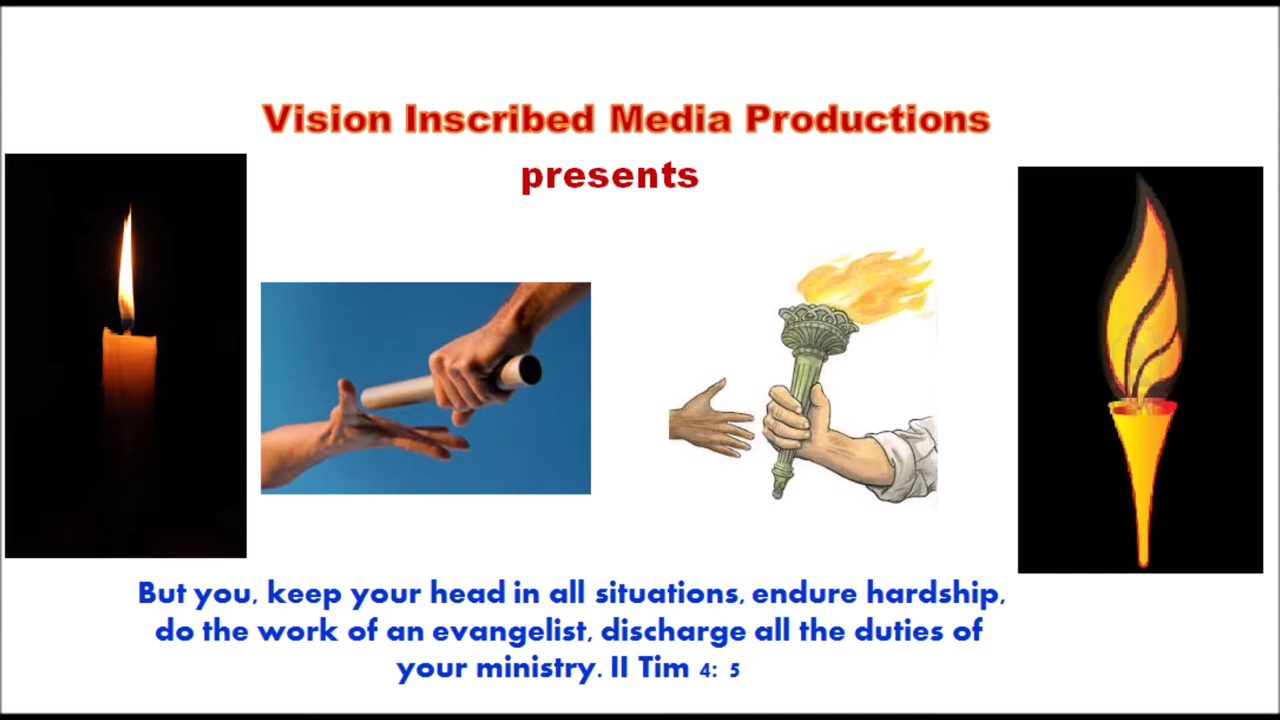 Vision Inscribed Media Productions
presents
But you, keep your head in all situations, endure hardship,
do the work of an evangelist, discharge all the duties of
your ministry. II Tim 4: 5